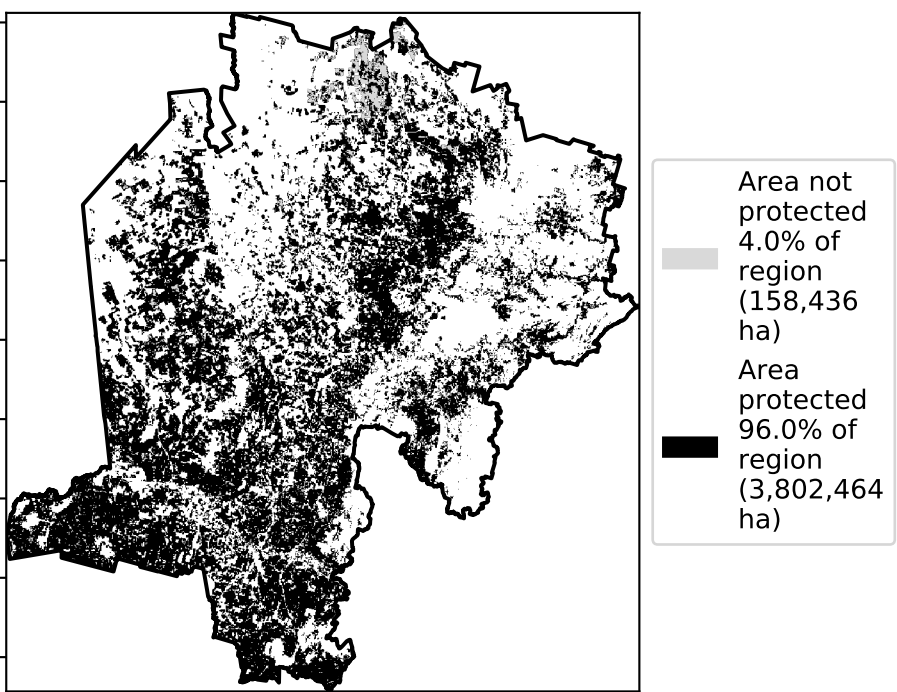 Area not
protected
4.0% of
region
(158,436
ha)
Area
protected
96.0% of
region
(3,802,464
ha)